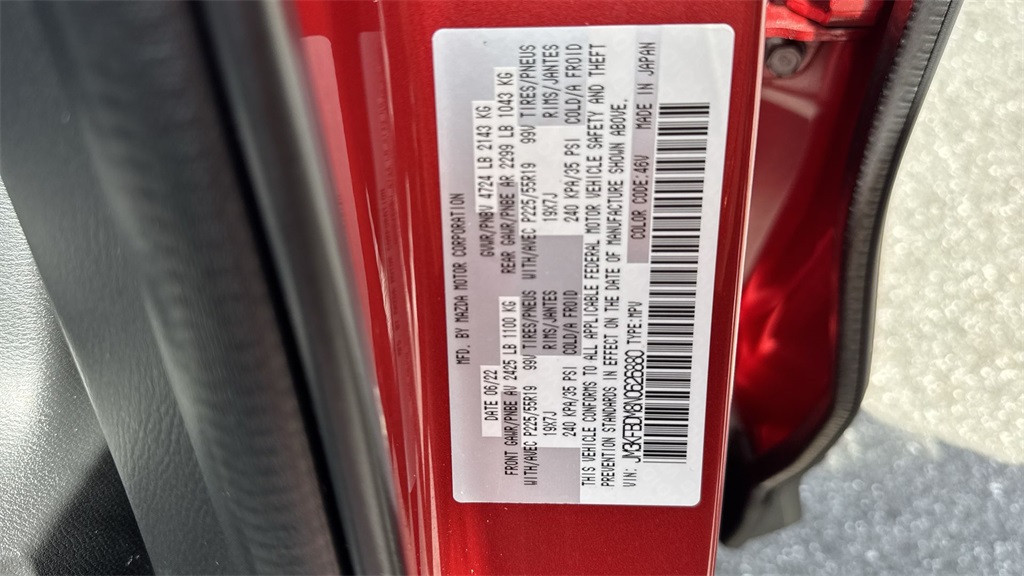 MFD. BY MAZDA MOTOR CORPORATION
DATE 06/22 GVWR/PNBV 4724 LB 2143 KG
FRONT GAWR/PNBE AV 2425 LB 1100 KG REAR GAWR/PNBE AR 2299 LB 1043 KG
WITH/AVEC P225/55R19 99V TIRES/PNEUS WITH/AVEC P225/55R19 99V TIRES/PNEUS
19X7J RIMS/JANTES 19X7J RIMS/JANTES
240 KPA/35 PSI COLD/A FROID 240 KPA/35 PSI COLD/A FROID
THIS VEHICLE CONFORMS TO ALL APPLICABLE FEDERAL MOTOR VEHICLE SAFETY AND THEFT
PREVENTION STANDARDS IN EFFECT ON THE DATE OF MANUFACTURE SHOWN ABOVE.
VIN: JM3KFBDM8N0626880 TYPE:MPV COLOR CODE:46V MADE IN JAPAN